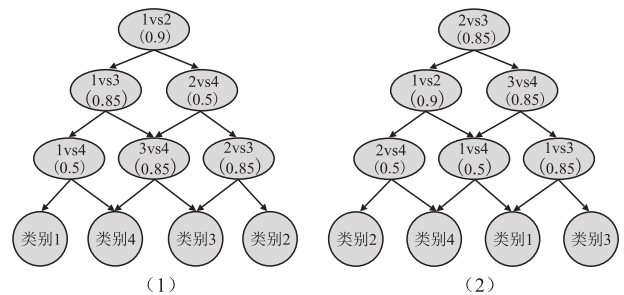 1vs2
(0.9)
1vs3
(0.85)
2vs4
(0.5)
1vs4
(0.5)
3vs4
(0.85)
2vs3
(0.85)
类别1
类别4
类别3
类别2
(1)
2vs3
(0.85)
1vs2
(0.9)
3vs4
(0.85)
2vs4
(0.5)
1vs4
(0.5)
1vs3
(0.85)
类别2
类别4
类别1
类别3
(2)